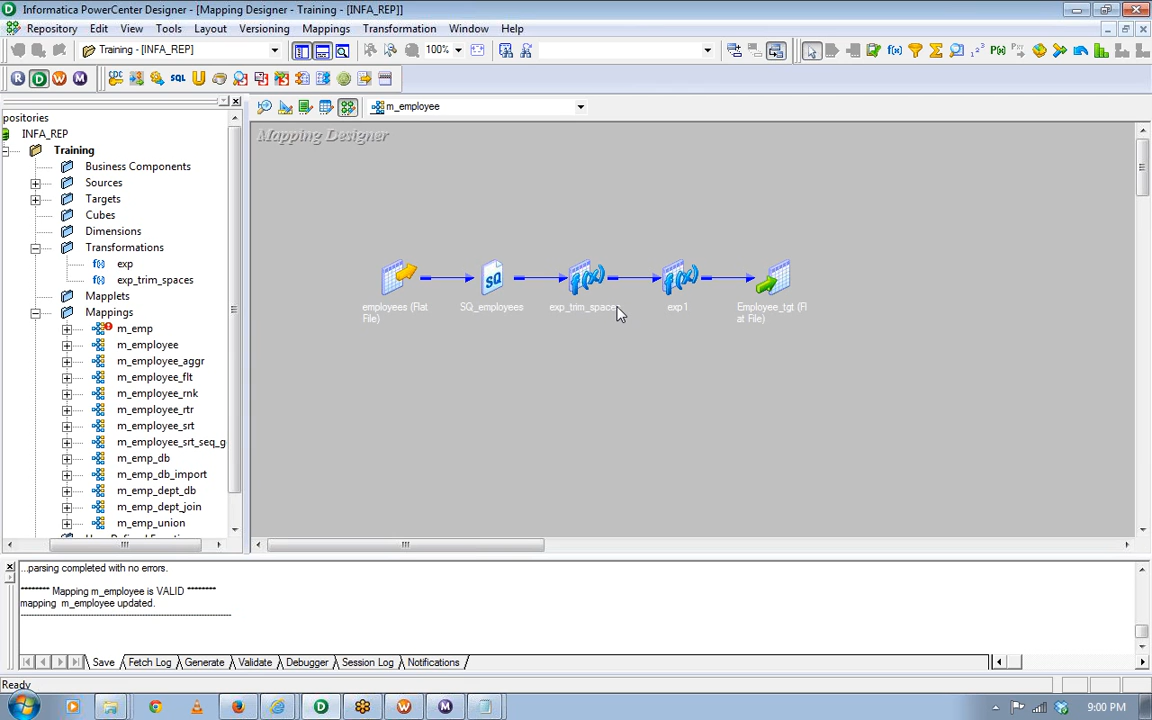 Informatica PowerCenter Designer - [Mapping Designer - Training - [INFA_REP]]
Repository Edit View Versioning Tools Layout Mappings Transformation Window Help
Training - [INFA_REP]
100%
m_employee
positories
INFA_REP
Training
Business Components
Sources
Targets
Cubes
Dimensions
Transformations
exp
exp_trim_spaces
Mapplets
Mappings
m_emp
m_employee
m_employee_aggr
m_employee_flt
m_employee_rnk
m_employee_rtr
m_employee_srt
m_employee_srt_seq_g
m_emp_db
m_emp_db_import
m_emp_dept_db
m_emp_dept_join
m_emp_union
Mapping Designer
employees (Flat
File)
SQ_employees
exp_trim_spaces
exp1
Employee_tgt (Fl
at File)
...parsing completed with no errors.
******** Mapping m_employee is VALID ********
mapping m_employee updated.
Save Fetch Log Generate Validate Debugger Session Log Notifications
Ready
9:00 PM